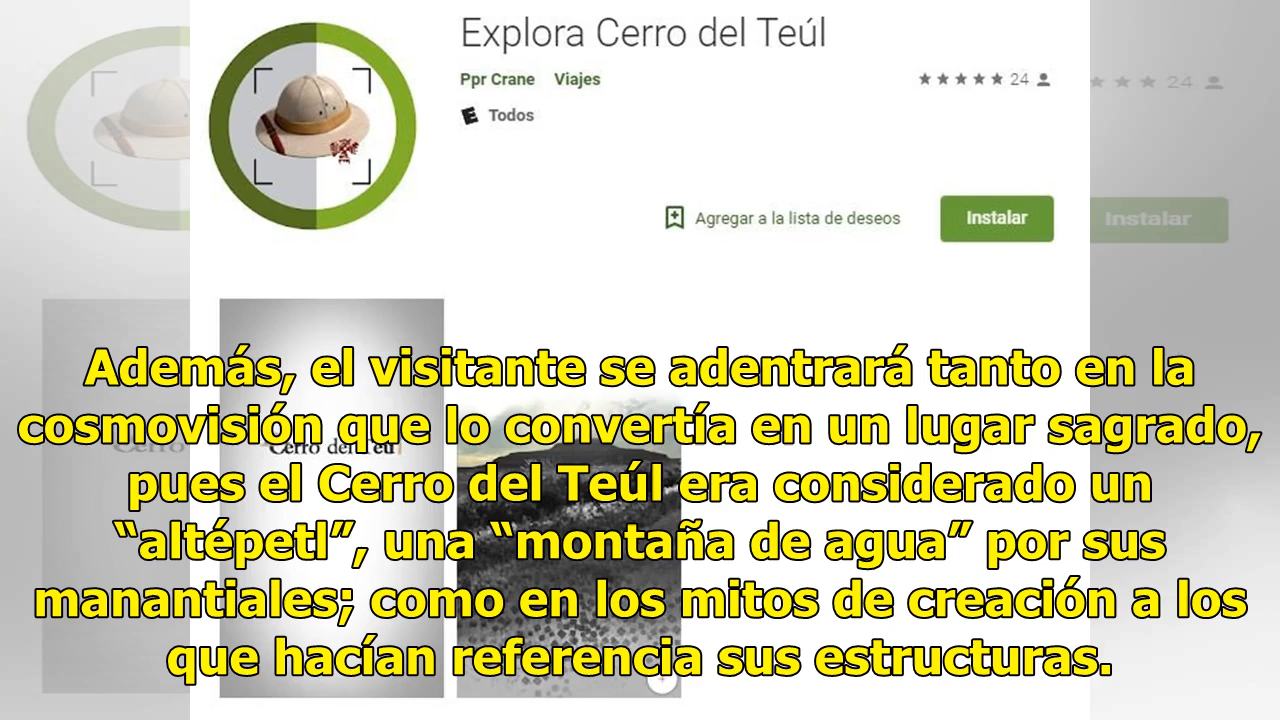 Explora Cerro del Teúl
Ppr Crane Viajes
24
24
E Todos
Agregar a la lista de deseos
Instalar
Instalar
Además, el visitante se adentrará tanto en la
cosmovisión que lo convertía en un lugar sagrado,
Cerro
Cerro del Teúl
pues el Cerro del Teúl era considerado un
“altépetl”, una “montaña de agua” por sus
manantiales; como en los mitos de creación a los
que hacían referencia sus estructuras.